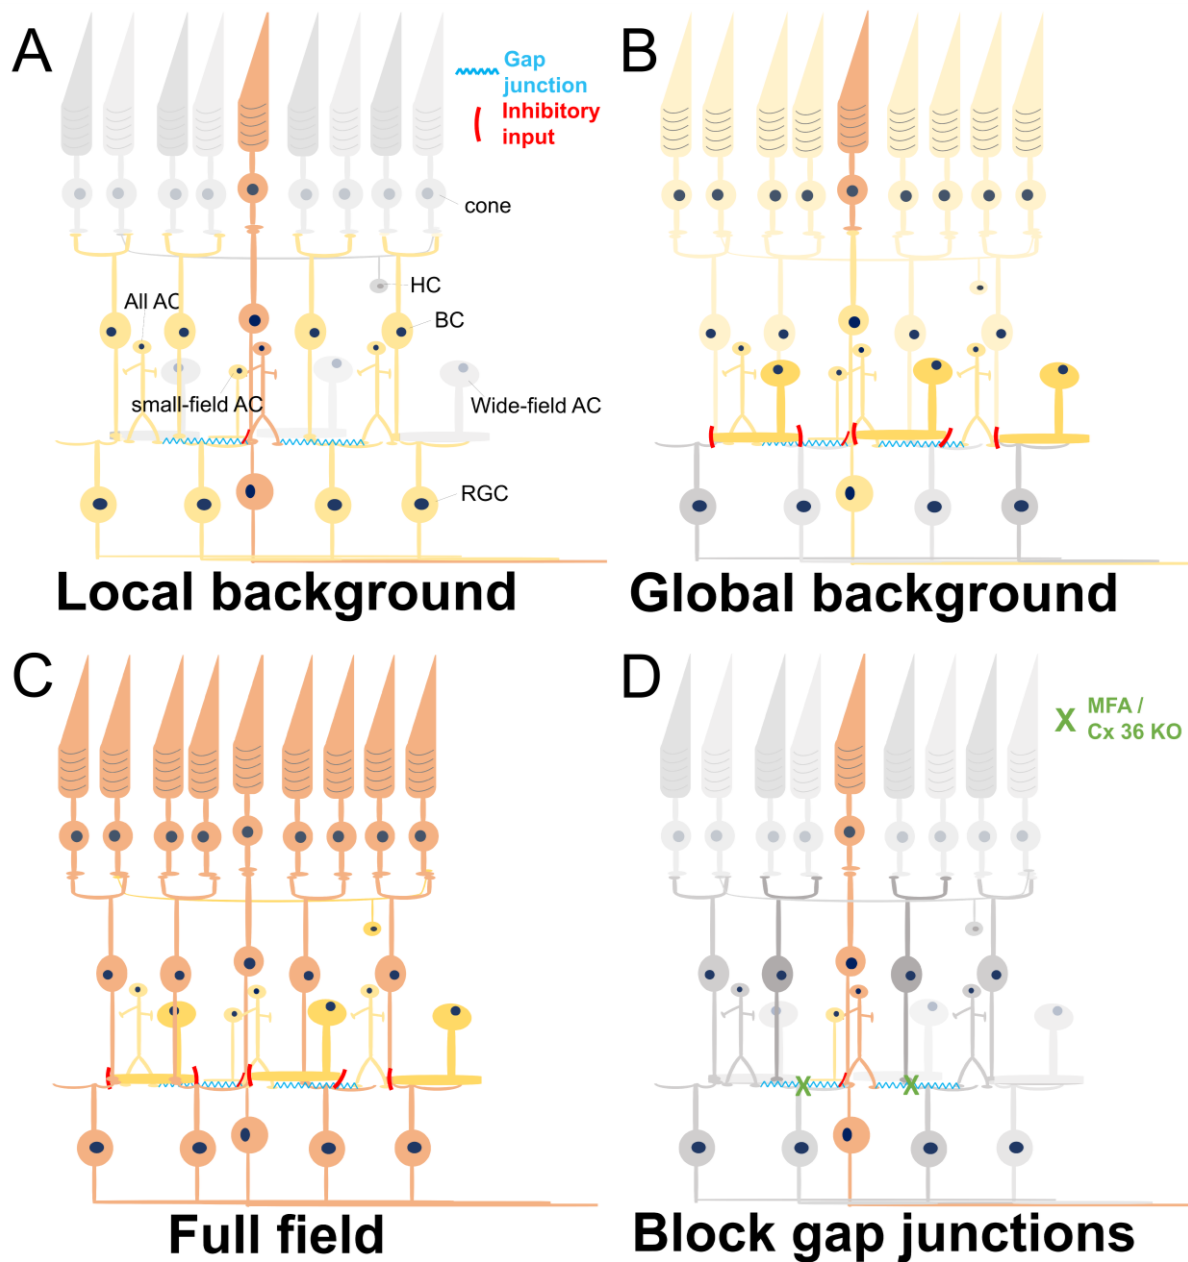 A
Gap
junction
Inhibitory
input
cone
HC
All AC
BC
small-field AC
Wide-field AC
RGC
Local background
B
Global background
C
Full field
D
X MFA /
Cx 36 KO
X X
Block gap junctions